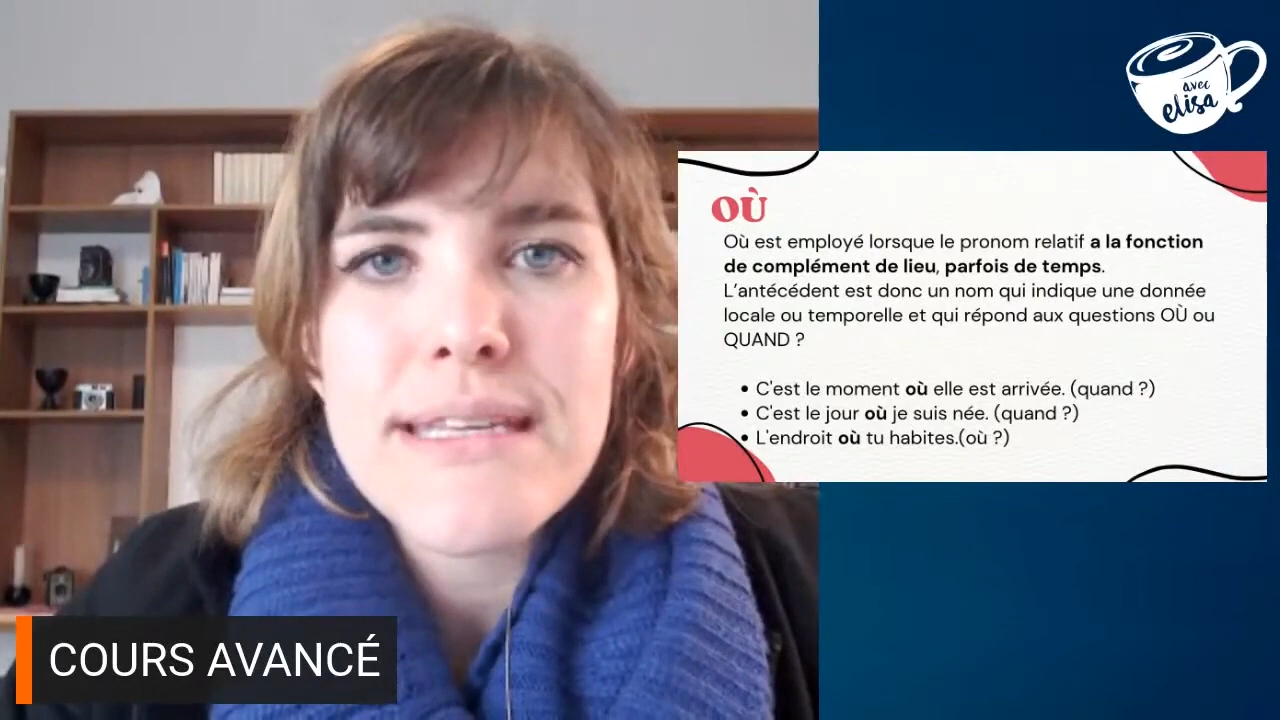 avec
elisa
OÙ
Où est employé lorsque le pronom relatif a la fonction
de complément de lieu, parfois de temps.
L'antécédent est donc un nom qui indique une donnée
locale ou temporelle et qui répond aux questions OÙ ou
QUAND ?
• C'est le moment où elle est arrivée. (quand ?)
• C'est le jour où je suis née. (quand ?)
• L'endroit où tu habites.(où ?)
COURS AVANCÉ